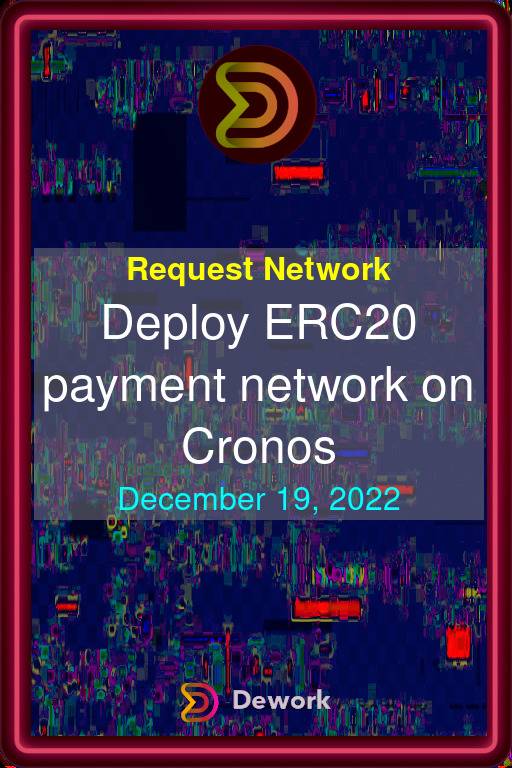 Request Network
Deploy ERC20
payment network on
Cronos
December 19, 2022
Dework